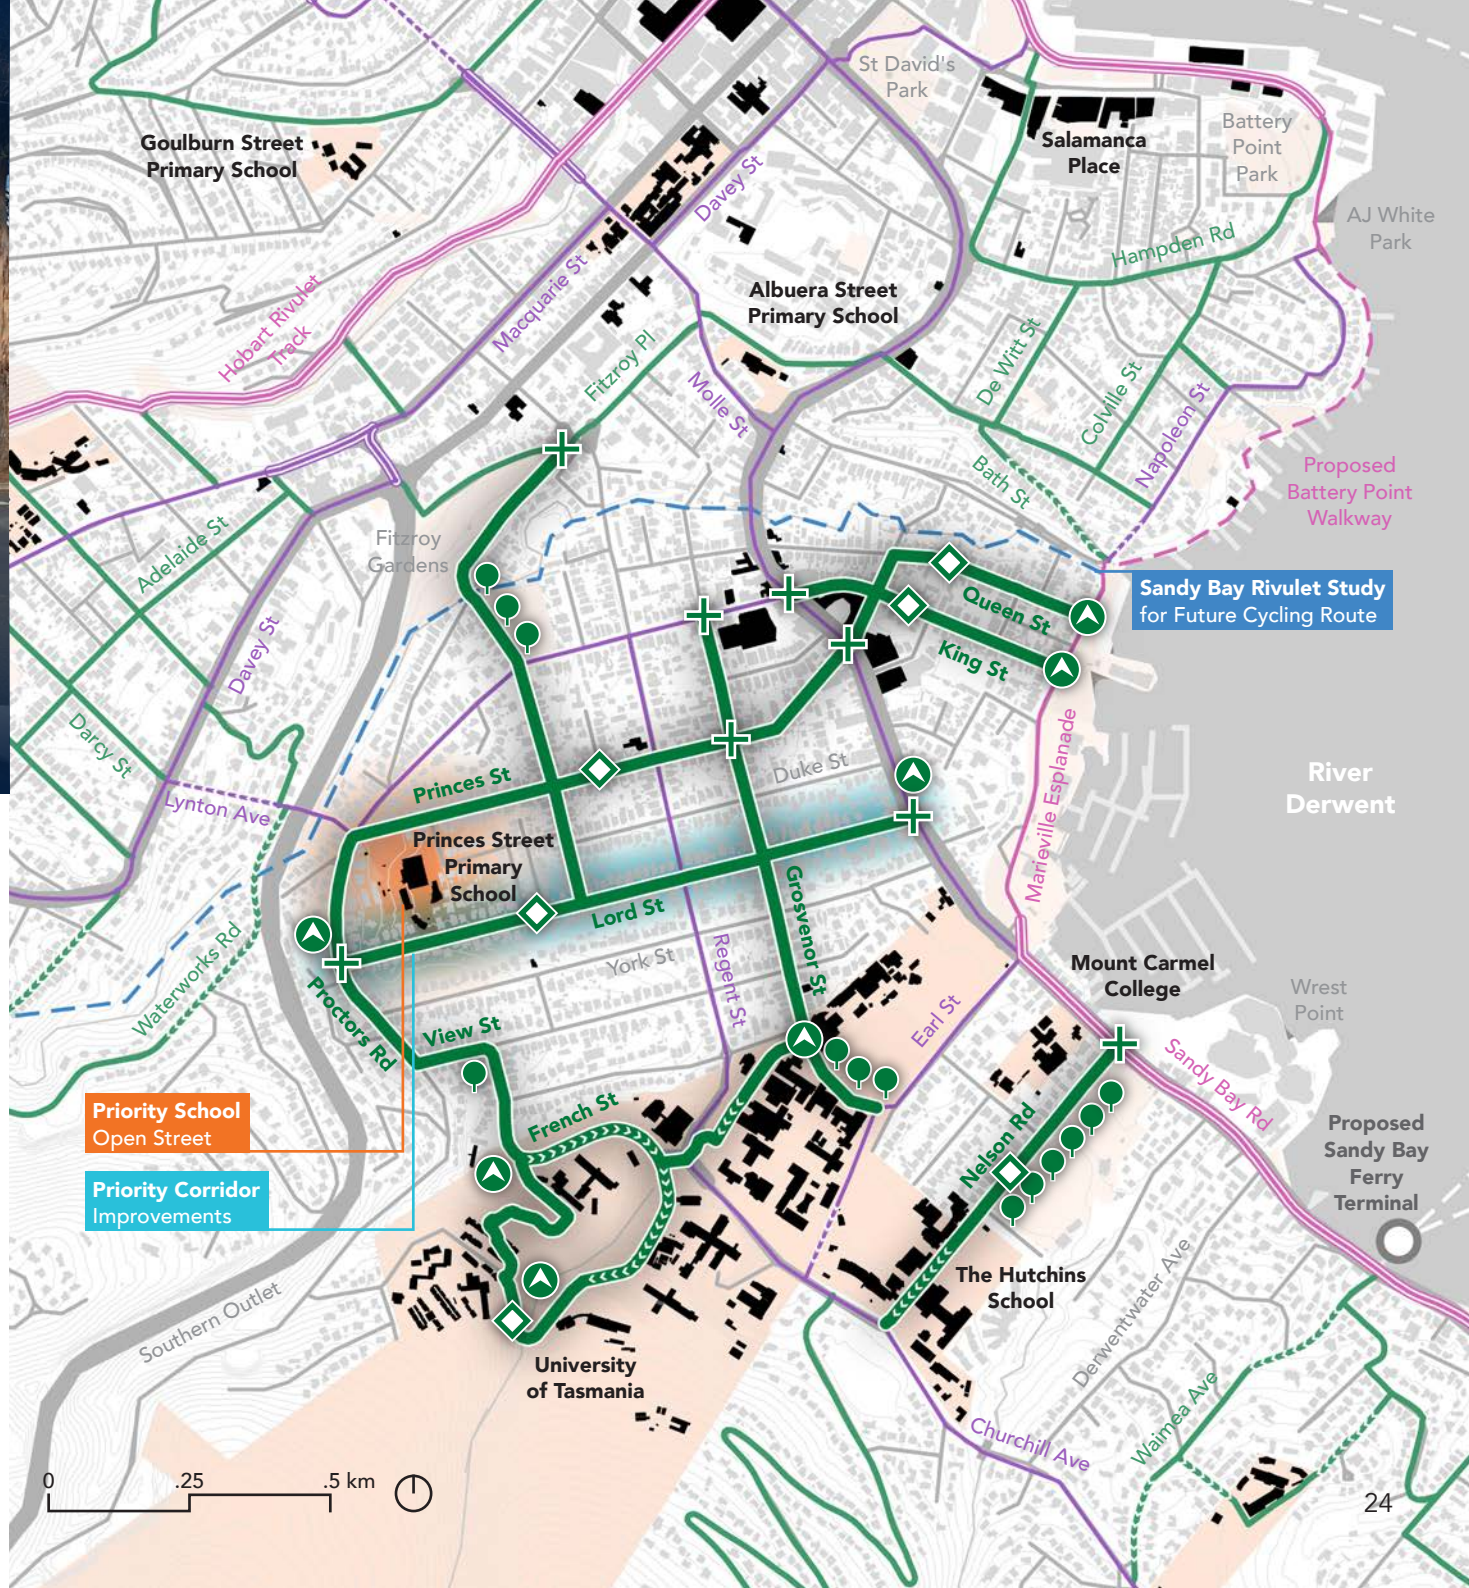 St David's
Park
Goulburn Street
Primary School
Salamanca
Place
Battery
Point
Park
Davey St
AJ White
Park
Hampden Rd
Hobart Rivulet
Track
Macquarie St
Albuera Street
Primary School
Fitzroy Pl
Molle St
De Witt St
Colville St
Napoleon St
Bath St
Proposed
Battery Point
Walkway
Adelaide St
Fitzroy
Gardens
Sandy Bay Rivulet Study
for Future Cycling Route
Queen St
King St
Davey St
Darcy St
Lynton Ave
Princes St
Duke St
Marieville Esplanade
River
Derwent
Princes Street
Primary
School
Lord St
Grosvenor St
Waterworks Rd
York St
Regent St
Earl St
Mount Carmel
College
Wrest
Point
Proctors Rd
View St
Sandy Bay Rd
Priority School
Open Street
French St
Nelson Rd
Proposed
Sandy Bay
Ferry
Terminal
Priority Corridor
Improvements
The Hutchins
School
Derwentwater Ave
Southern Outlet
University
of Tasmania
Waimea Ave
Churchill Ave
0 .25 .5 km
24